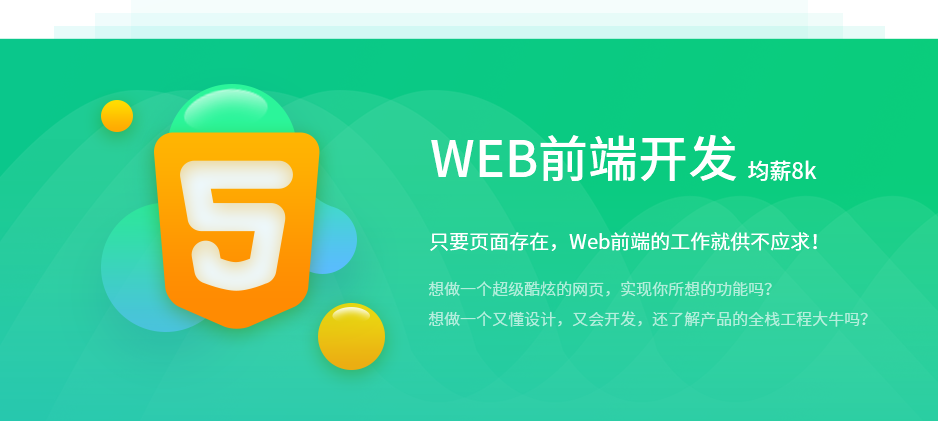 5
WEB前端开发 均薪8k
只要页面存在，Web前端的工作就供不应求！
想做一个超级酷炫的网页，实现你所想的功能吗？
想做一个又懂设计，又会开发，还了解产品的全栈工程大牛吗？